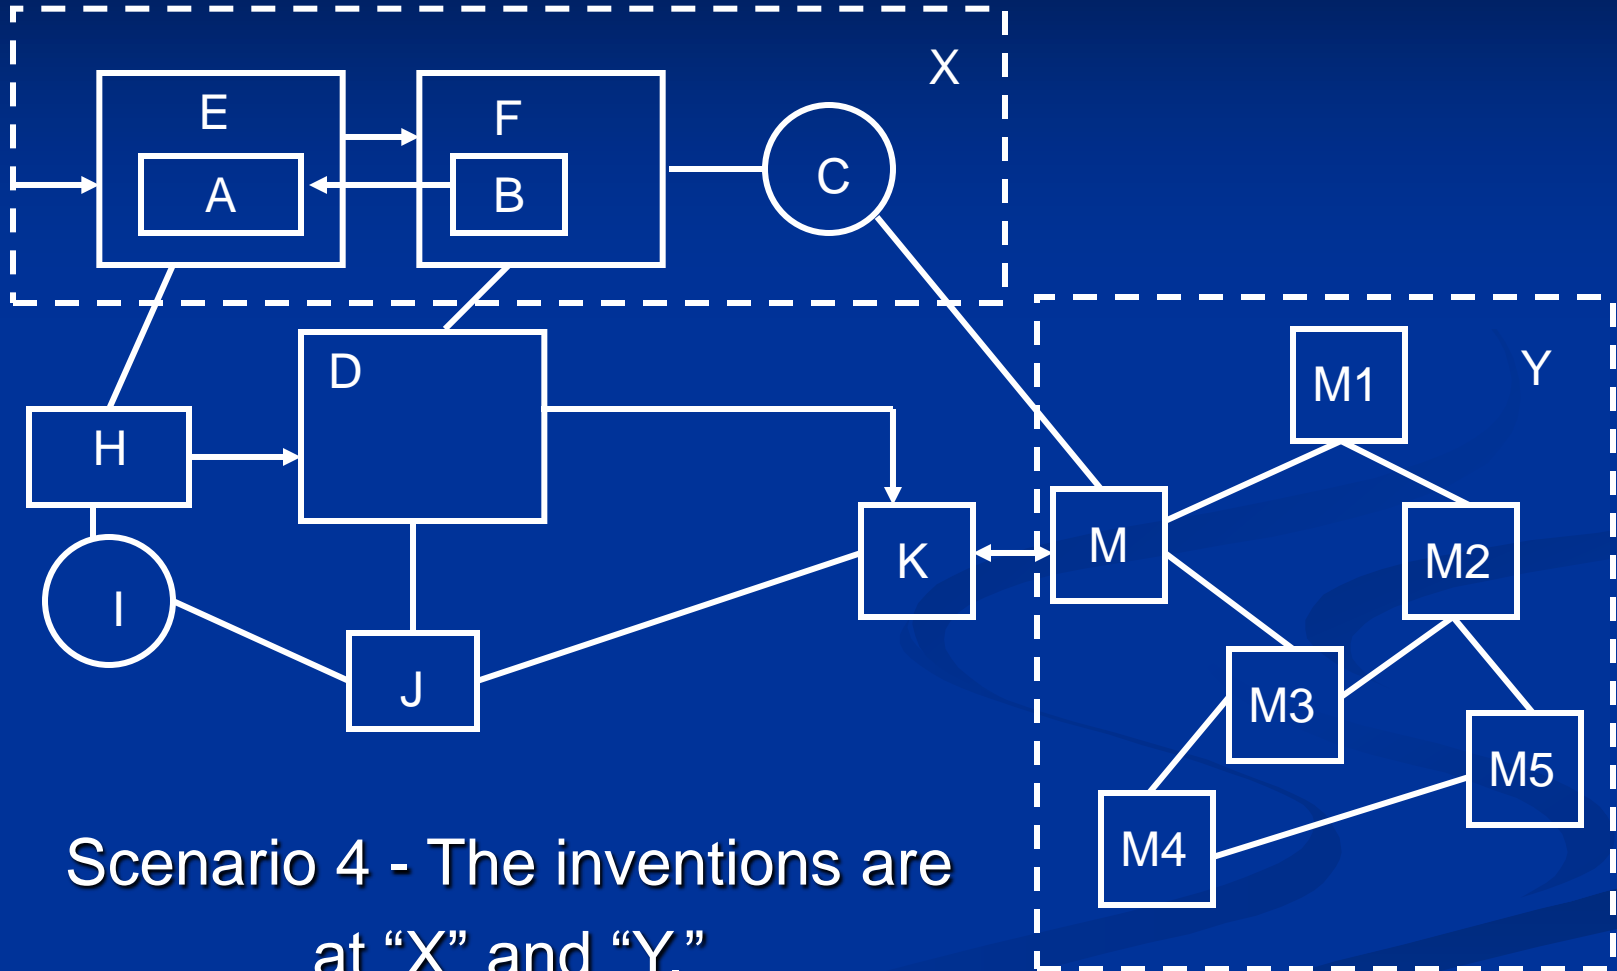 X
E
F
A
B
C
D
M1
Y
H
K
M
M2
I
J
M3
M5
M4
Scenario 4 - The inventions are
at “X” and “Y.”